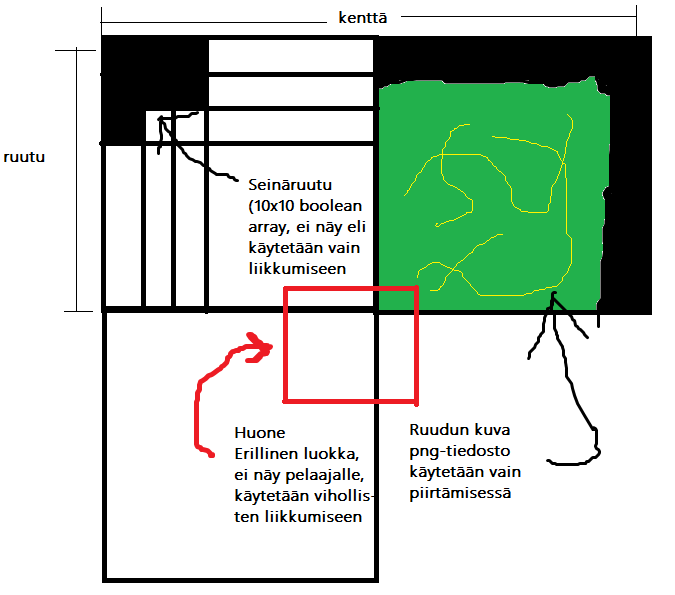 kenttä
ruutu
Seinäruutu
(10x10 boolean
array, ei näy eli
käytetään vain
liikkumiseen
Huone
Erillinen luokka,
ei näy pelaajalle,
käytetään vihollis-
ten liikkumiseen
Ruudun kuva
png-tiedosto
käytetään vain
piirtämisessä